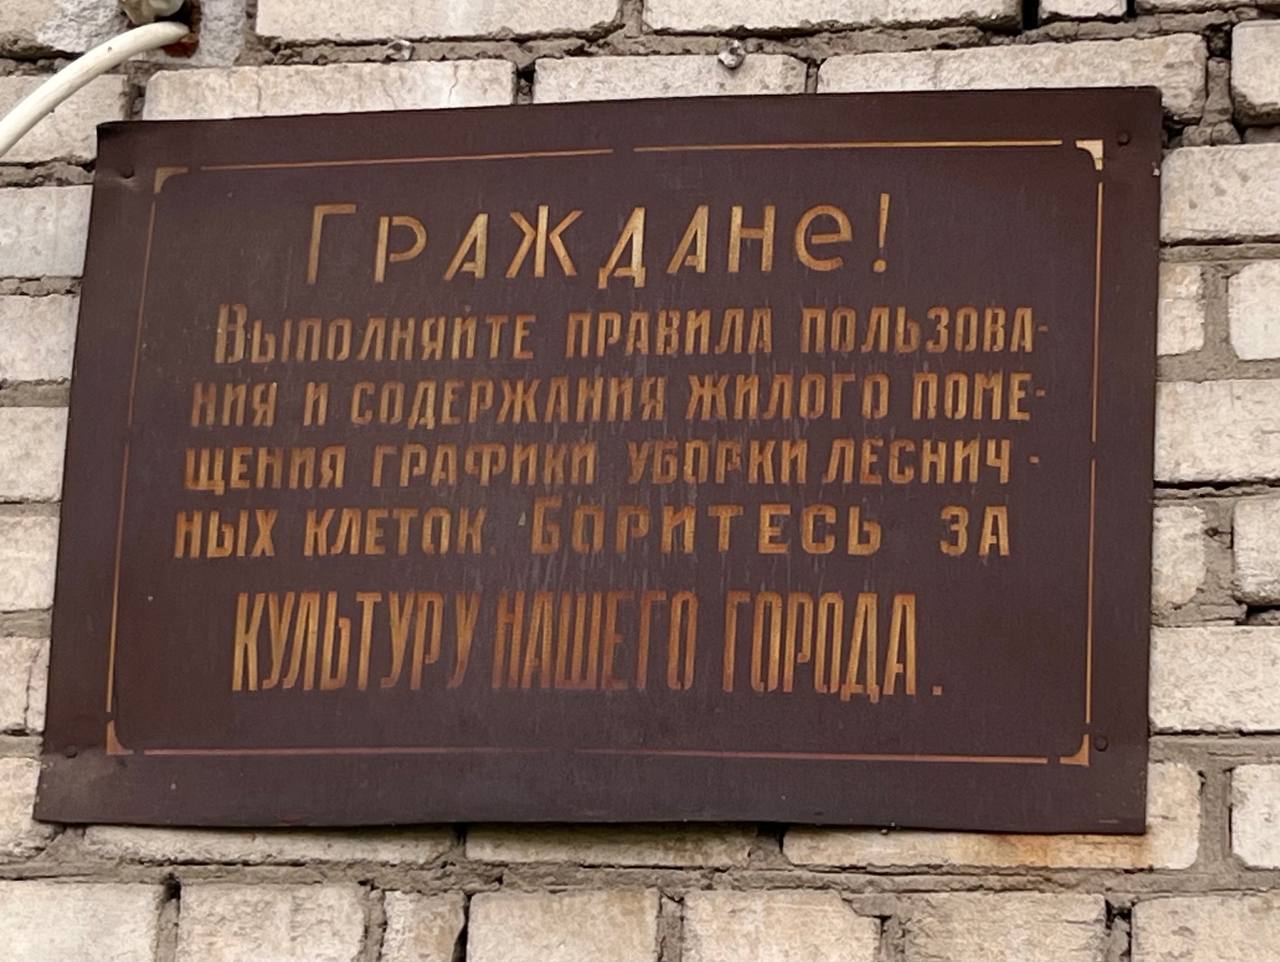 Граждане!
Выполняйте правила пользова-
ния и содержания жилого поме-
щения графики уборки леснич-
ных клеток. Боритесь за
культуру нашего города.